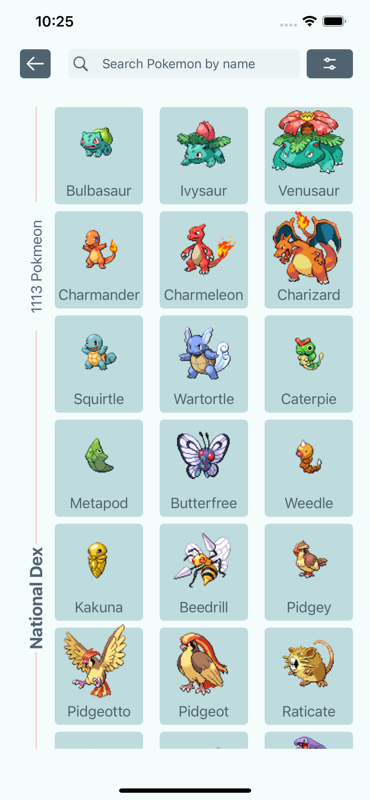 10:25
Search Pokemon by name
Bulbasaur
Ivysaur
Venusaur
1113 Pokmeon
Charmander
Charmeleon
Charizard
Squirtle
Wartortle
Caterpie
Metapod
Butterfree
Weedle
National Dex
Kakuna
Beedrill
Pidgey
Pidgeotto
Pidgeot
Raticate